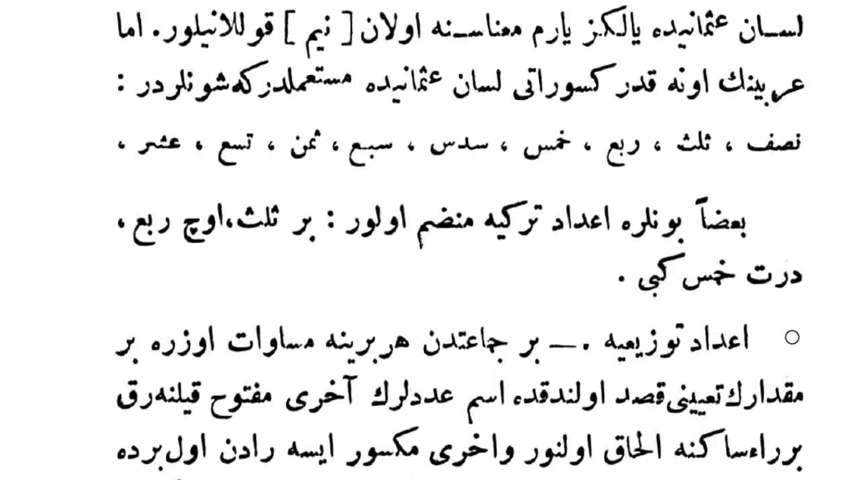 لسان عثمانیده یالکز یارم معناسنه اولان [ نیم ] قوللانیلور. اما
عربینك اونه قدر کسوراتی لسان عثمانیده مستعملدرکه شونلردر :
نصف ، ثلث ، ربع ، خمس ، سدس ، سبع ، ثمن ، تسع ، عشر ،
بعضاً بونلره اعداد ترکیه منضم اولور : بر ثلث، اوچ ربع ،
درت خمس کبی .
○ اعداد توزیعیه . — بر جماعتدن هر برینه مساوات اوزره بر
مقدارك تعیینی قصد اولندقده اسم عددلرك آخری مفتوح قیلنه‌رق
بر راء ساکنه الحاق اولنور واخری مکسور ایسه رادن اول برده